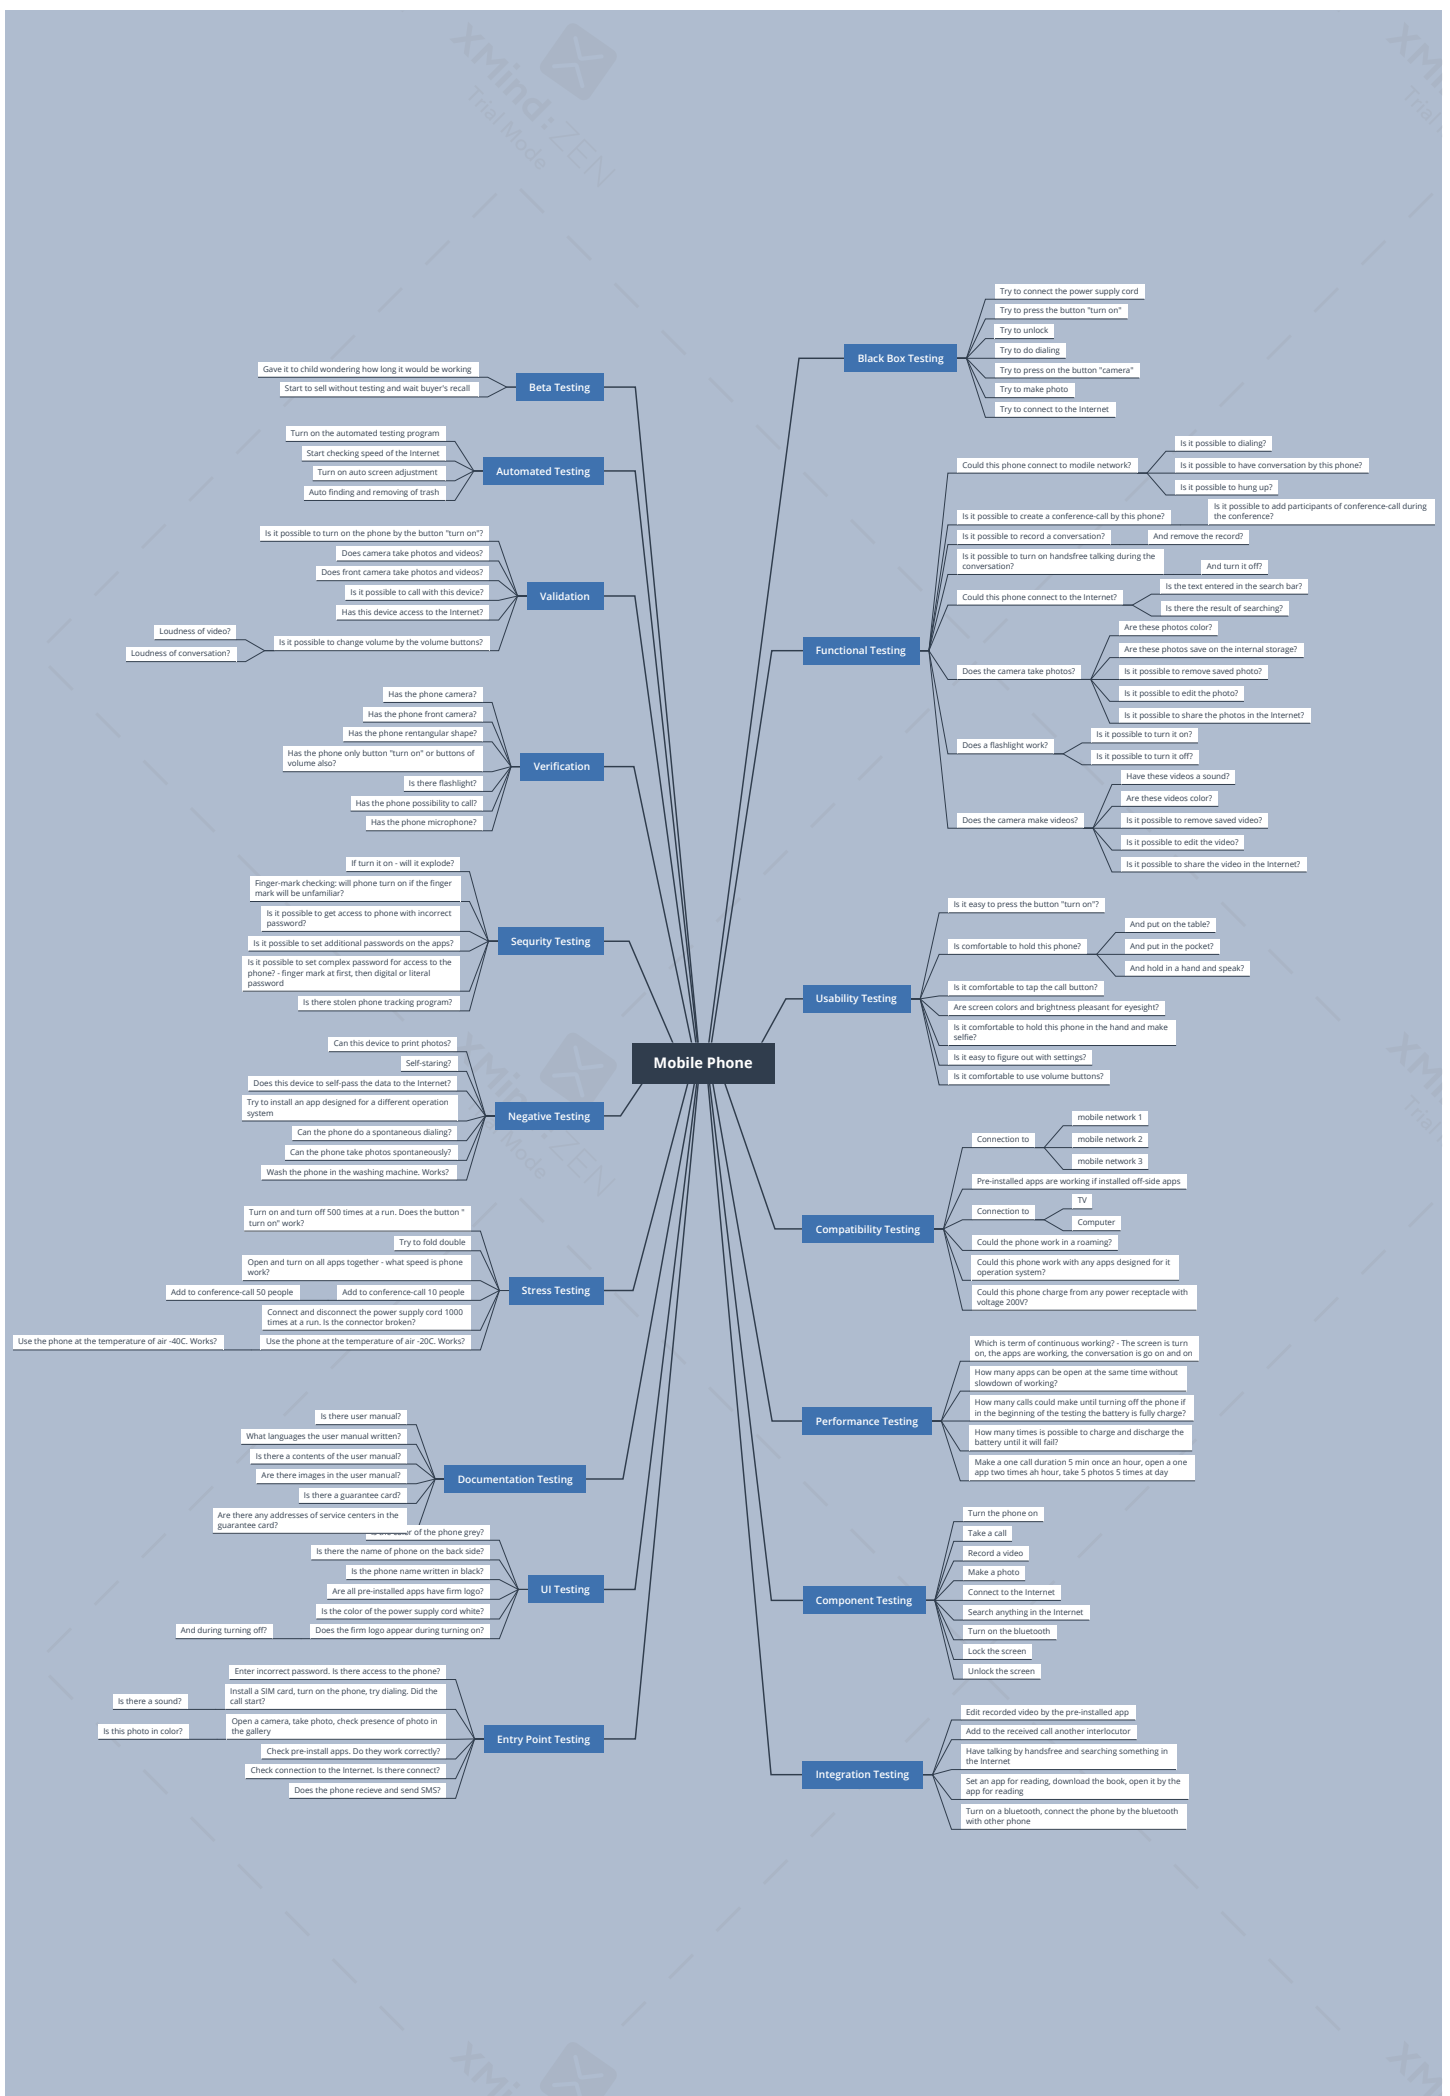 XMind:ZEN
Trial Mode
Mobile Phone
Black Box Testing
Try to connect the power supply cord
Try to press the button "turn on"
Try to unlock
Try to do dialing
Try to press on the button "camera"
Try to make photo
Try to connect to the Internet
Functional Testing
Could this phone connect to modile network?
Is it possible to dialing?
Is it possible to have conversation by this phone?
Is it possible to hung up?
Is it possible to create a conference-call by this phone?
Is it possible to add participants of conference-call during
the conference?
Is it possible to record a conversation?
And remove the record?
Is it possible to turn on handsfree talking during the
conversation?
And turn it off?
Could this phone connect to the Internet?
Is the text entered in the search bar?
Is there the result of searching?
Does the camera take photos?
Are these photos color?
Are these photos save on the internal storage?
Is it possible to remove saved photo?
Is it possible to edit the photo?
Is it possible to share the photos in the Internet?
Does a flashlight work?
Is it possible to turn it on?
Is it possible to turn it off?
Does the camera make videos?
Have these videos a sound?
Are these videos color?
Is it possible to remove saved video?
Is it possible to edit the video?
Is it possible to share the video in the Internet?
Usability Testing
Is it easy to press the button "turn on"?
Is comfortable to hold this phone?
And put on the table?
And put in the pocket?
And hold in a hand and speak?
Is it comfortable to tap the call button?
Are screen colors and brightness pleasant for eyesight?
Is it comfortable to hold this phone in the hand and make
selfie?
Is it easy to figure out with settings?
Is it comfortable to use volume buttons?
Compatibility Testing
Connection to
mobile network 1
mobile network 2
mobile network 3
Pre-installed apps are working if installed off-side apps
Connection to
TV
Computer
Could the phone work in a roaming?
Could this phone work with any apps designed for it
operation system?
Could this phone charge from any power receptacle with
voltage 200V?
Performance Testing
Which is term of continuous working? - The screen is turn
on, the apps are working, the conversation is go on and on
How many apps can be open at the same time without
slowdown of working?
How many calls could make until turning off the phone if
in the beginning of the testing the battery is fully charge?
How many times is possible to charge and discharge the
battery until it will fail?
Make a one call duration 5 min once an hour, open a one
app two times ah hour, take 5 photos 5 times at day
Component Testing
Turn the phone on
Take a call
Record a video
Make a photo
Connect to the Internet
Search anything in the Internet
Turn on the bluetooth
Lock the screen
Unlock the screen
Integration Testing
Edit recorded video by the pre-installed app
Add to the received call another interlocutor
Have talking by handsfree and searching something in
the Internet
Set an app for reading, download the book, open it by the
app for reading
Turn on a bluetooth, connect the phone by the bluetooth
with other phone
Beta Testing
Gave it to child wondering how long it would be working
Start to sell without testing and wait buyer's recall
Automated Testing
Turn on the automated testing program
Start checking speed of the Internet
Turn on auto screen adjustment
Auto finding and removing of trash
Validation
Is it possible to turn on the phone by the button "turn on"?
Does camera take photos and videos?
Does front camera take photos and videos?
Is it possible to call with this device?
Has this device access to the Internet?
Is it possible to change volume by the volume buttons?
Loudness of video?
Loudness of conversation?
Verification
Has the phone camera?
Has the phone front camera?
Has the phone rentangular shape?
Has the phone only button "turn on" or buttons of
volume also?
Is there flashlight?
Has the phone possibility to call?
Has the phone microphone?
Sequrity Testing
If turn it on - will it explode?
Finger-mark checking: will phone turn on if the finger
mark will be unfamiliar?
Is it possible to get access to phone with incorrect
password?
Is it possible to set additional passwords on the apps?
Is it possible to set complex password for access to the
phone? - finger mark at first, then digital or literal
password
Is there stolen phone tracking program?
Negative Testing
Can this device to print photos?
Self-staring?
Does this device to self-pass the data to the Internet?
Try to install an app designed for a different operation
system
Can the phone do a spontaneous dialing?
Can the phone take photos spontaneously?
Wash the phone in the washing machine. Works?
Stress Testing
Turn on and turn off 500 times at a run. Does the button "
turn on" work?
Try to fold double
Open and turn on all apps together - what speed is phone
work?
Add to conference-call 10 people
Add to conference-call 50 people
Connect and disconnect the power supply cord 1000
times at a run. Is the connector broken?
Use the phone at the temperature of air -20C. Works?
Use the phone at the temperature of air -40C. Works?
Documentation Testing
Is there user manual?
What languages the user manual written?
Is there a contents of the user manual?
Are there images in the user manual?
Is there a guarantee card?
Are there any addresses of service centers in the
guarantee card?
UI Testing
of the phone grey?
Is there the name of phone on the back side?
Is the phone name written in black?
Are all pre-installed apps have firm logo?
Is the color of the power supply cord white?
Does the firm logo appear during turning on?
And during turning off?
Entry Point Testing
Enter incorrect password. Is there access to the phone?
Install a SIM card, turn on the phone, try dialing. Did the
call start?
Is there a sound?
Open a camera, take photo, check presence of photo in
the gallery
Is this photo in color?
Check pre-install apps. Do they work correctly?
Check connection to the Internet. Is there connect?
Does the phone recieve and send SMS?